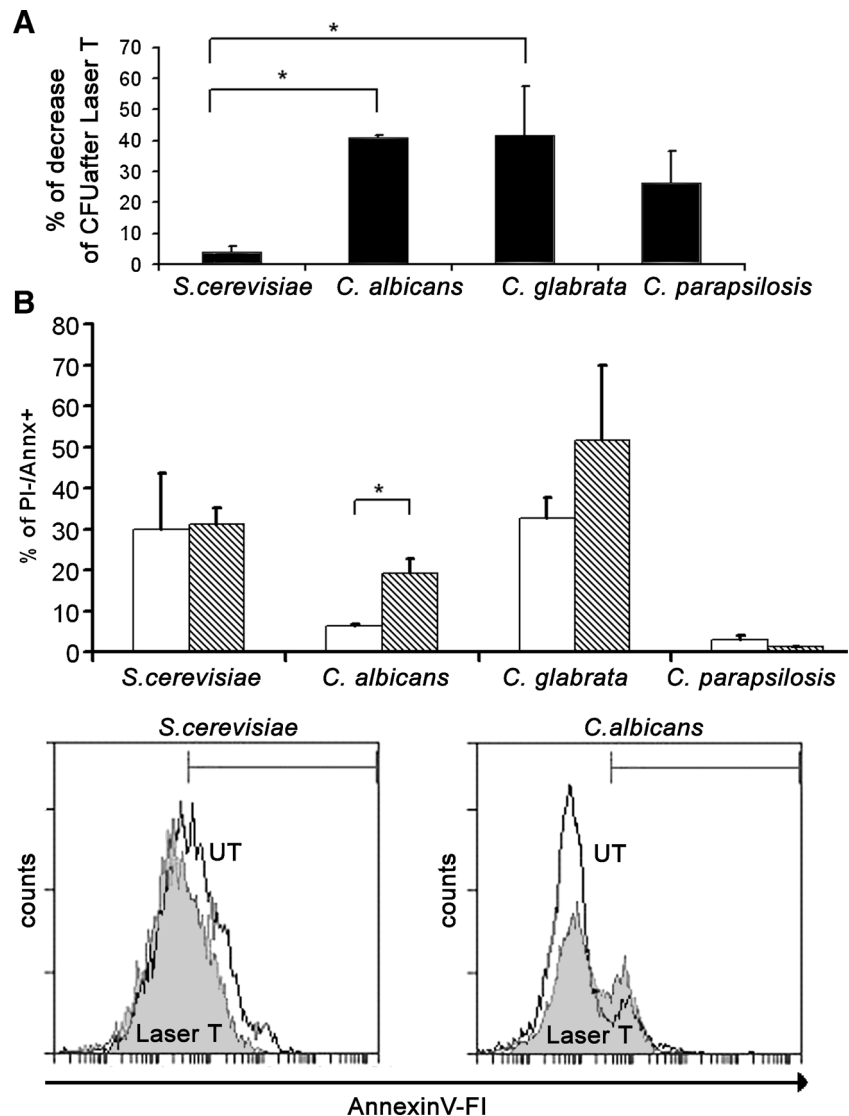 A
% of decrease
of CFUafter Laser T
70
60
50
40
30
20
10
0
*
*
S.cerevisiae C. albicans C. glabrata C. parapsilosis
B
% of PI-/Annx+
80
70
60
50
40
30
20
10
0
*
S.cerevisiae C. albicans C. glabrata C. parapsilosis
S.cerevisiae
counts
UT
Laser T
C.albicans
counts
UT
Laser T
AnnexinV-FI